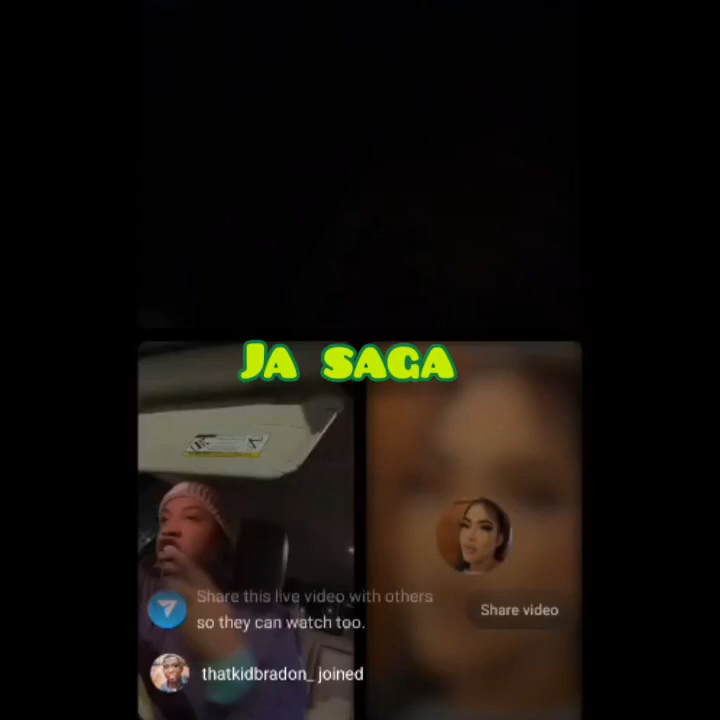 JA SAGA
Share this live video with others
so they can watch too.
Share video
thatkidbradon_ joined